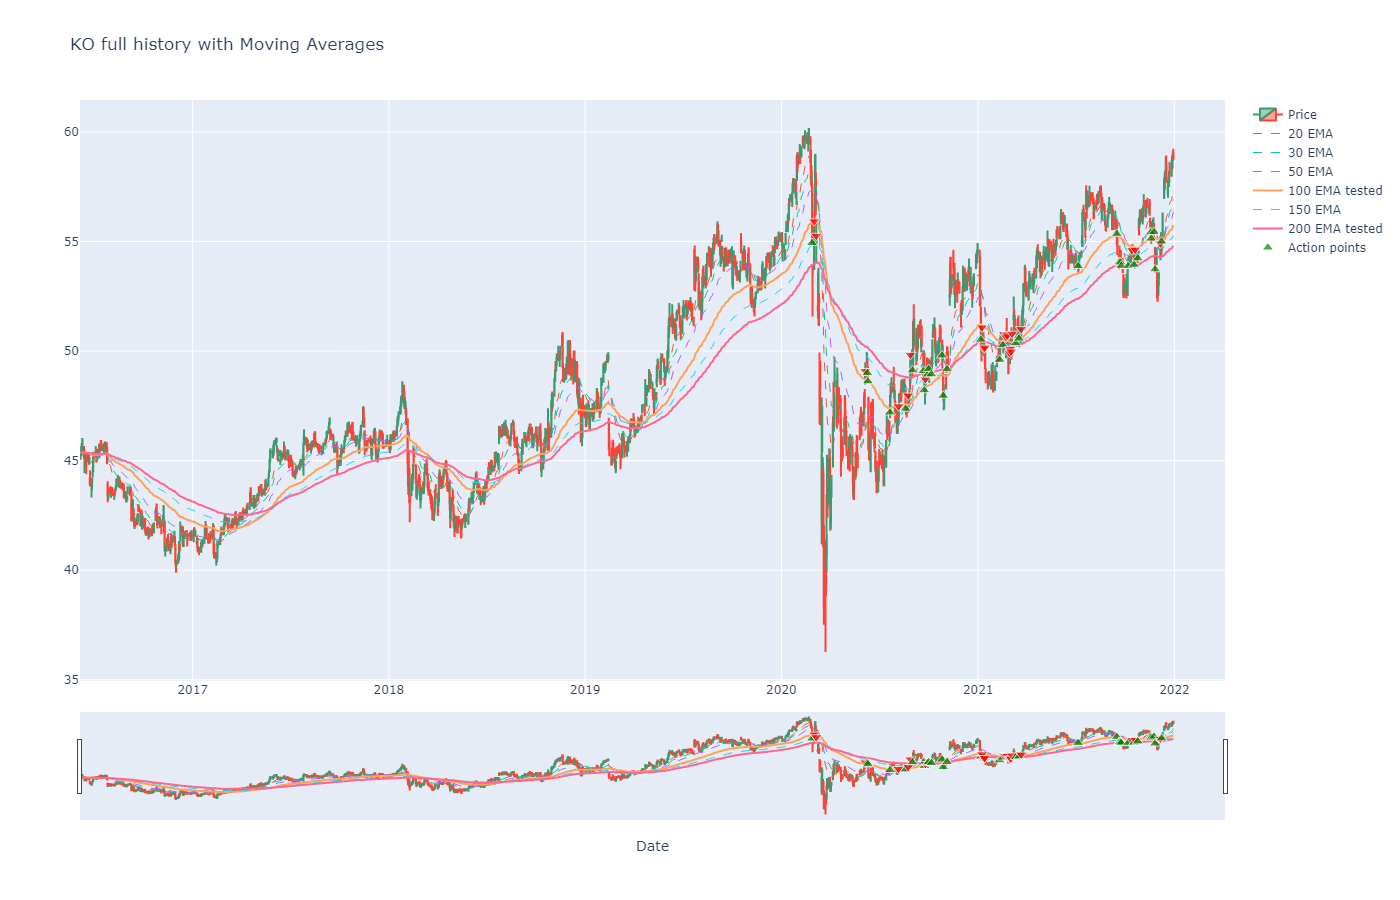 KO full history with Moving Averages
60
55
50
45
40
35
2017 2018 2019 2020 2021 2022
Date
Price
20 EMA
30 EMA
50 EMA
100 EMA tested
150 EMA
200 EMA tested
Action points